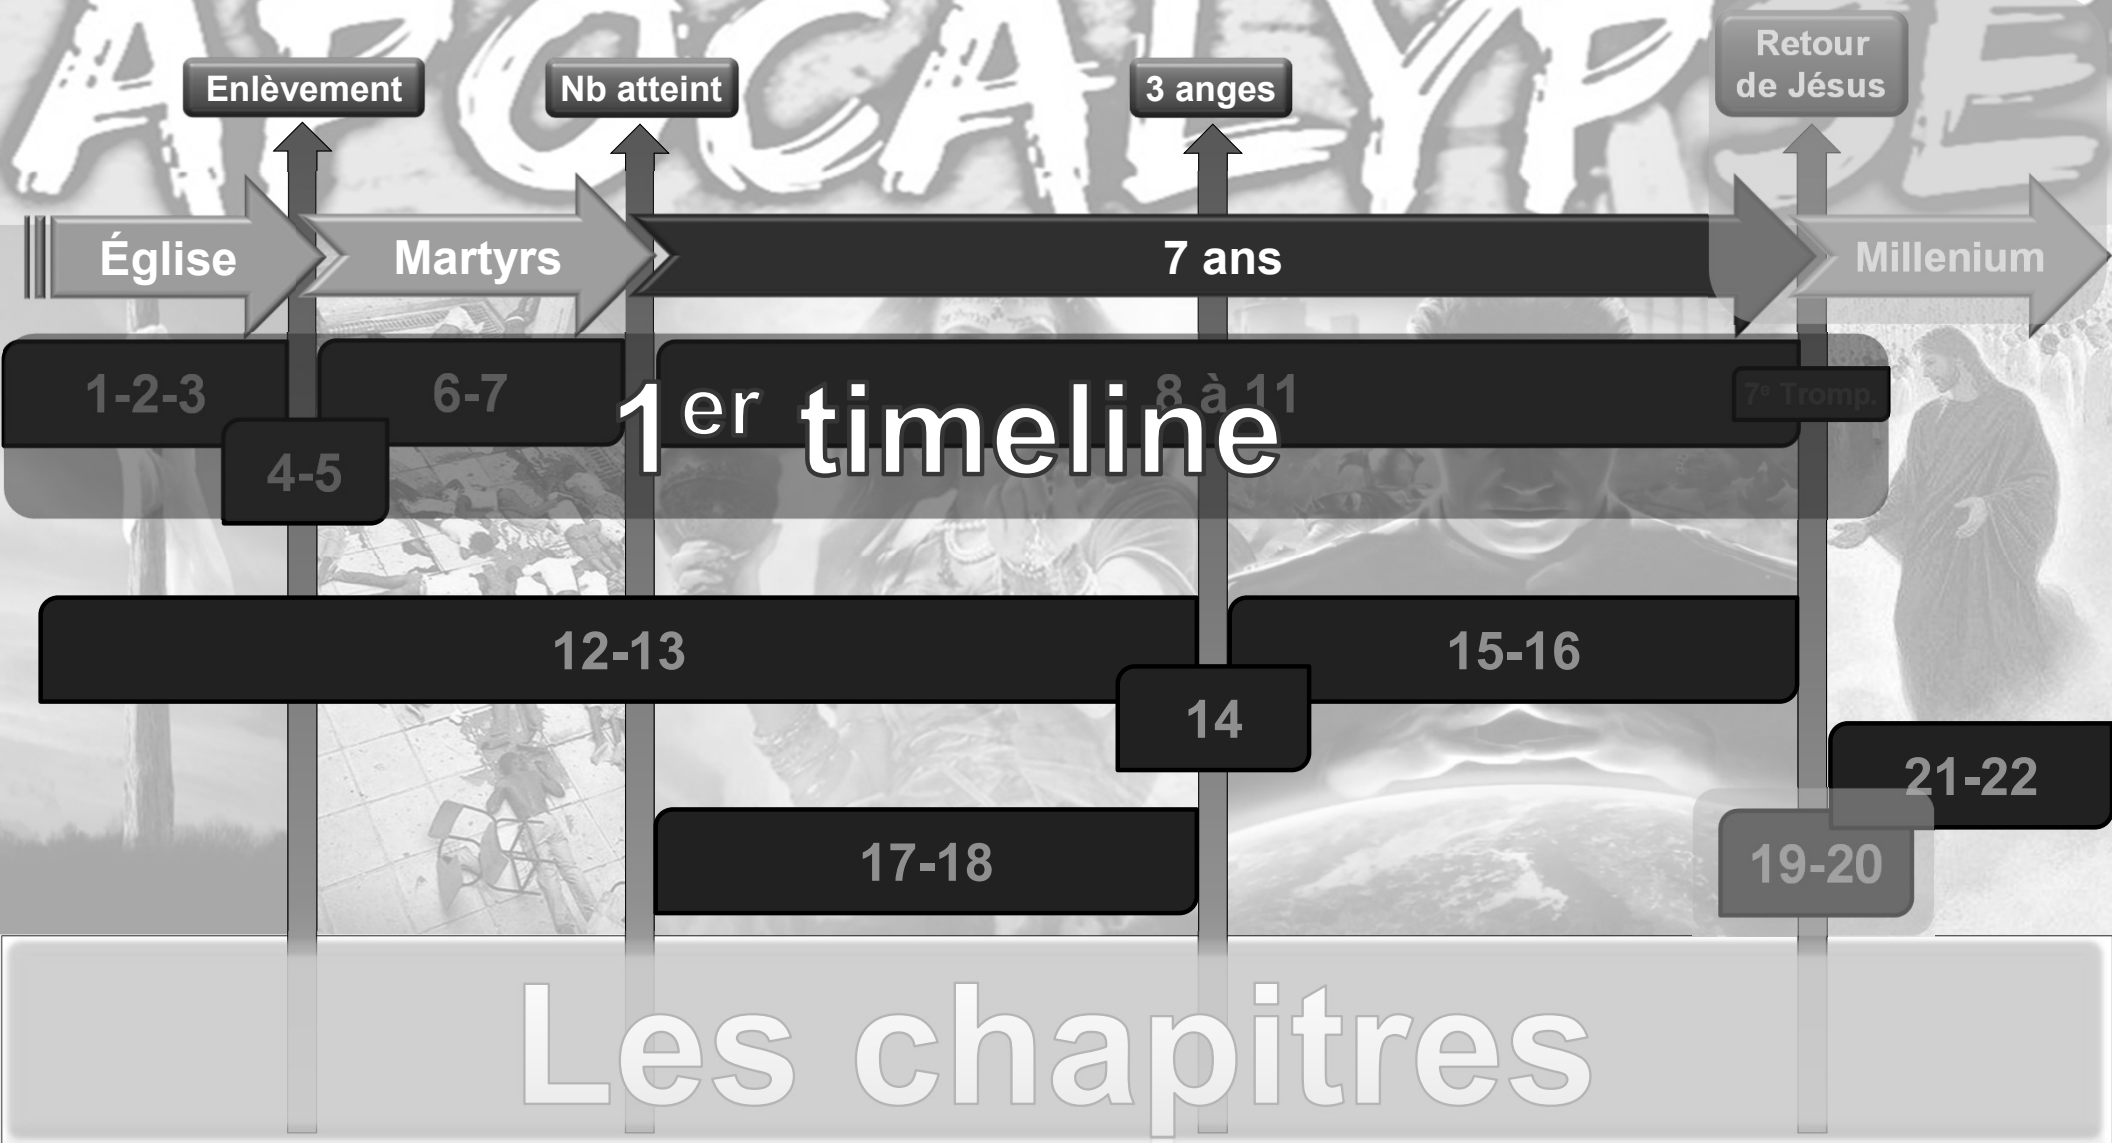 APOCALYPSE
Retour
de Jésus
Enlèvement
Nb atteint
3 anges
Église
Martyrs
7 ans
Millenium
1-2-3
6-7
8 à 11
7e Tromp.
1er timeline
4-5
12-13
15-16
14
21-22
17-18
19-20
Les chapitres